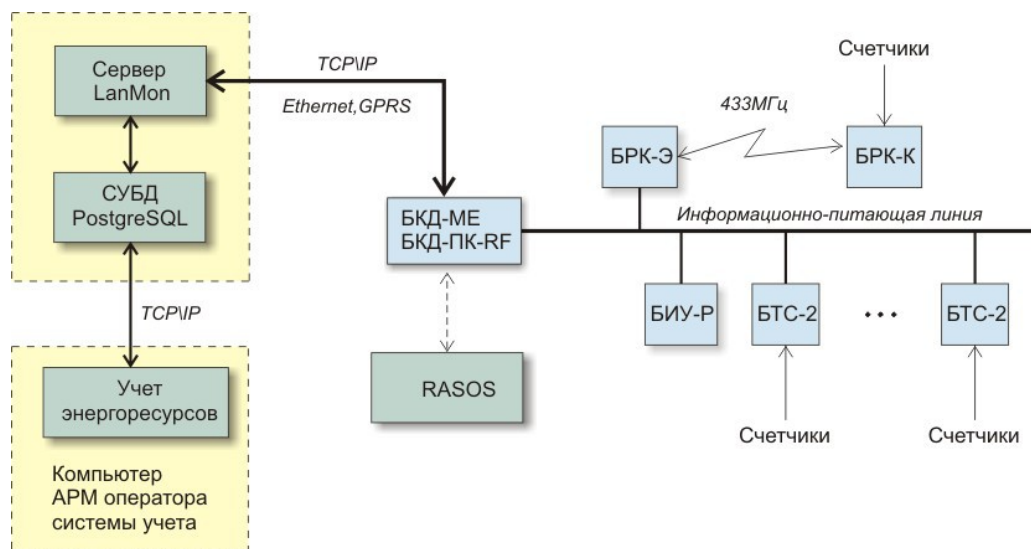 Сервер
LanMon
СУБД
PostgreSQL
TCP\IP
Учет
энергоресурсов
Компьютер
АРМ оператора
системы учета
TCP\IP
Ethernet,GPRS
БКД-МЕ
БКД-ПК-RF
RASOS
Счетчики
433МГц
БРК-Э
БРК-К
Информационно-питающая линия
БИУ-Р
БТС-2
...
БТС-2
Счетчики
Счетчики